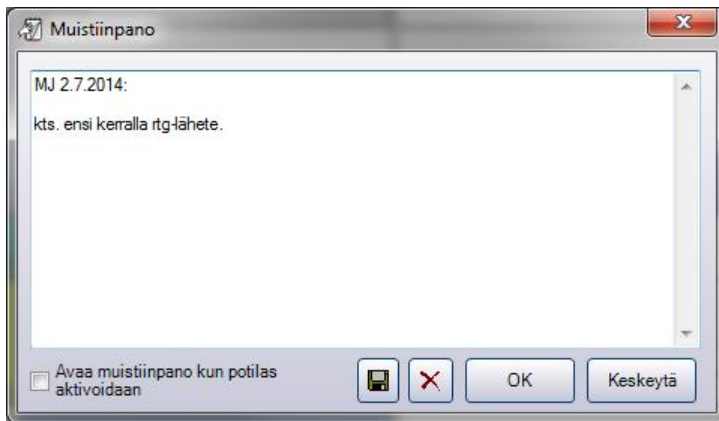 Muistiinpano
MJ 2.7.2014:
kts. ensi kerralla rtg-lähete.
Avaa muistiinpano kun potilas
aktivoidaan
OK
Keskeytä